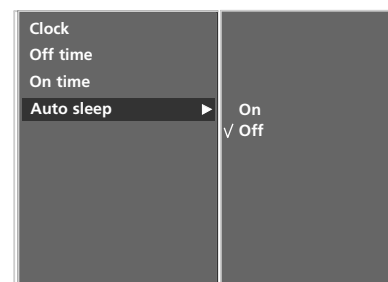 Clock
Off time
On time
Auto sleep ▶
On
√ Off